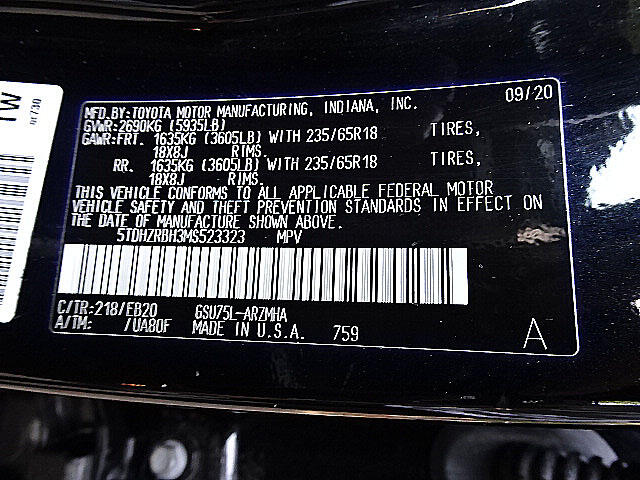 MFD.BY:TOYOTA MOTOR MANUFACTURING, INDIANA, INC. 09/20
GVWR:2690KG (5935LB)
GAWR:FRT. 1635KG (3605LB) WITH 235/65R18 TIRES,
18X8J RIMS.
RR. 1635KG (3605LB) WITH 235/65R18 TIRES,
18X8J RIMS.
THIS VEHICLE CONFORMS TO ALL APPLICABLE FEDERAL MOTOR
VEHICLE SAFETY AND THEFT PREVENTION STANDARDS IN EFFECT ON
THE DATE OF MANUFACTURE SHOWN ABOVE.
5TDHZRBH3MS523323 MPV
C/TR:218/EB20 GSU75L-ARZMHA
A/TM: /UA80F MADE IN U.S.A. 759 A